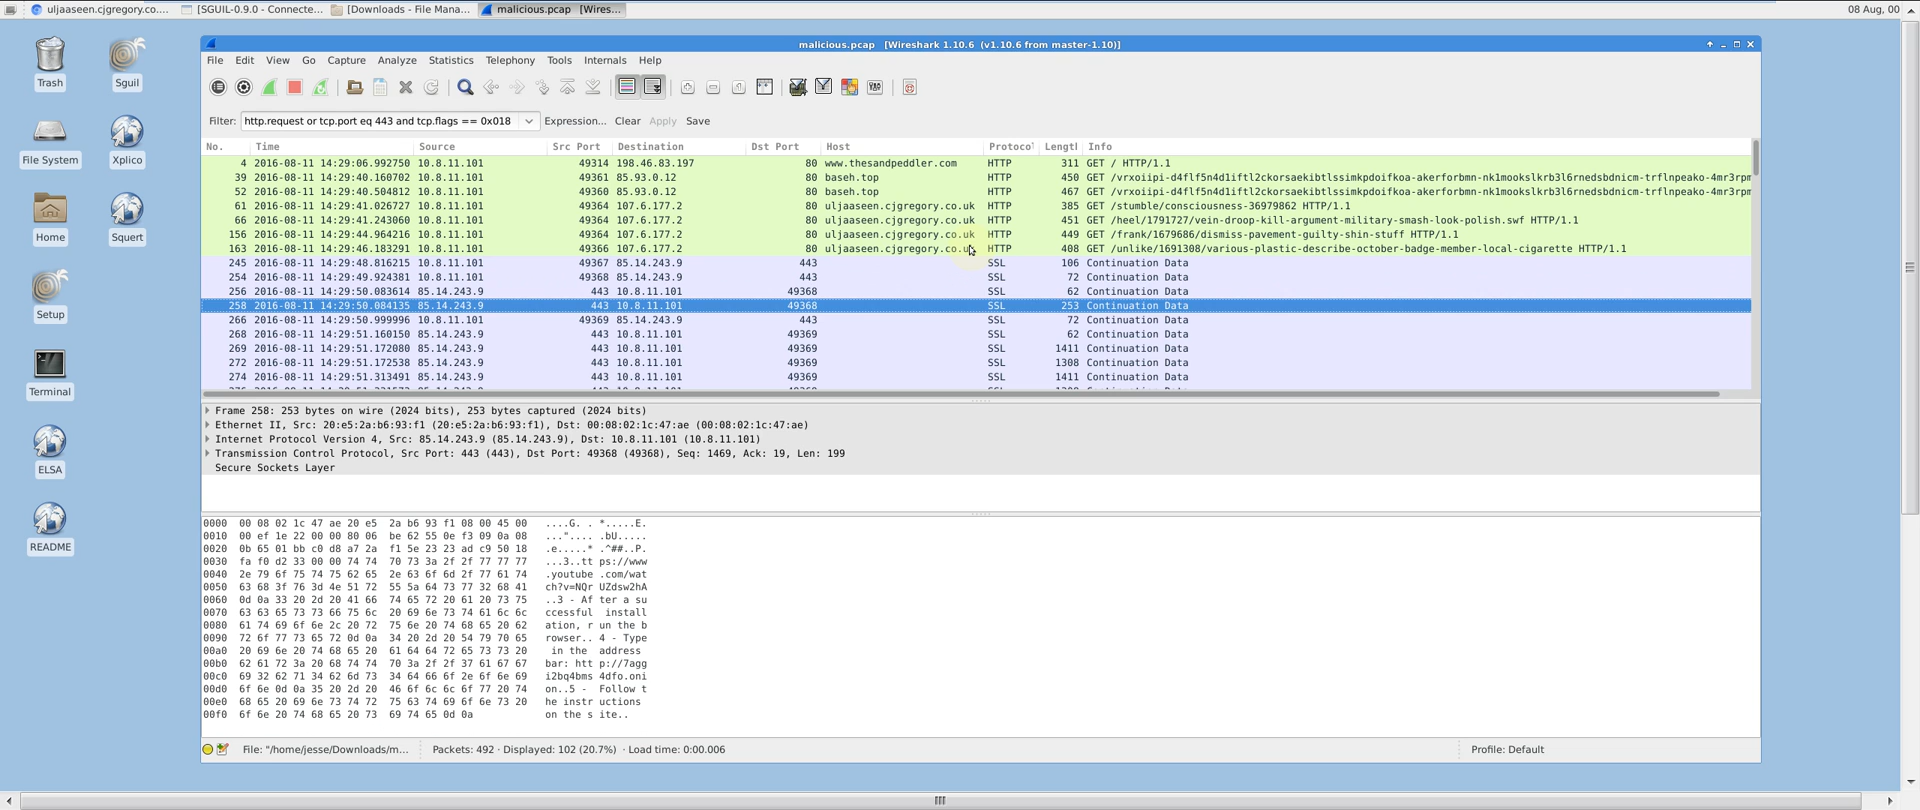 uljaaseen.cjgregory.co.... [SGUIL-0.9.0 - Connecte... [Downloads - File Mana... malicious.pcap [Wires... 08 Aug, 00
Trash
Sguil
File System
Xplico
Home
Squert
Setup
Terminal
ELSA
README
malicious.pcap [Wireshark 1.10.6 (v1.10.6 from master-1.10)]
File Edit View Go Capture Analyze Statistics Telephony Tools Internals Help
Filter: http.request or tcp.port eq 443 and tcp.flags == 0x018 Expression... Clear Apply Save
No. Time Source Src Port Destination Dst Port Host Protocol Lengtl Info
4 2016-08-11 14:29:06.992750 10.8.11.101 49314 198.46.83.197 80 www.thesandpeddler.com HTTP 311 GET / HTTP/1.1
39 2016-08-11 14:29:40.160702 10.8.11.101 49361 85.93.0.12 80 baseh.top HTTP 450 GET /vrxoiipi-d4flf5n4d1iftl2ckorsaekibtlssimkpdoifkoa-akerforbmn-nk1mookslkrb3l6rnedsbdnicm-trflnpeako-4mr3rpm
52 2016-08-11 14:29:40.504812 10.8.11.101 49360 85.93.0.12 80 baseh.top HTTP 467 GET /vrxoiipi-d4flf5n4d1iftl2ckorsaekibtlssimkpdoifkoa-akerforbmn-nk1mookslkrb3l6rnedsbdnicm-trflnpeako-4mr3rpm
61 2016-08-11 14:29:41.026727 10.8.11.101 49364 107.6.177.2 80 uljaaseen.cjgregory.co.uk HTTP 385 GET /stumble/consciousness-36979862 HTTP/1.1
66 2016-08-11 14:29:41.243060 10.8.11.101 49364 107.6.177.2 80 uljaaseen.cjgregory.co.uk HTTP 451 GET /heel/1791727/vein-droop-kill-argument-military-smash-look-polish.swf HTTP/1.1
156 2016-08-11 14:29:44.964216 10.8.11.101 49364 107.6.177.2 80 uljaaseen.cjgregory.co.uk HTTP 449 GET /frank/1679686/dismiss-pavement-guilty-shin-stuff HTTP/1.1
163 2016-08-11 14:29:46.183291 10.8.11.101 49366 107.6.177.2 80 uljaaseen.cjgregory.co.uk HTTP 408 GET /unlike/1691308/various-plastic-describe-october-badge-member-local-cigarette HTTP/1.1
245 2016-08-11 14:29:48.816215 10.8.11.101 49367 85.14.243.9 443 SSL 106 Continuation Data
254 2016-08-11 14:29:49.924381 10.8.11.101 49368 85.14.243.9 443 SSL 72 Continuation Data
256 2016-08-11 14:29:50.083614 85.14.243.9 443 10.8.11.101 49368 SSL 62 Continuation Data
258 2016-08-11 14:29:50.084135 85.14.243.9 443 10.8.11.101 49368 SSL 253 Continuation Data
266 2016-08-11 14:29:50.999996 10.8.11.101 49369 85.14.243.9 443 SSL 72 Continuation Data
268 2016-08-11 14:29:51.160150 85.14.243.9 443 10.8.11.101 49369 SSL 62 Continuation Data
269 2016-08-11 14:29:51.172080 85.14.243.9 443 10.8.11.101 49369 SSL 1411 Continuation Data
272 2016-08-11 14:29:51.172538 85.14.243.9 443 10.8.11.101 49369 SSL 1308 Continuation Data
274 2016-08-11 14:29:51.313491 85.14.243.9 443 10.8.11.101 49369 SSL 1411 Continuation Data
Frame 258: 253 bytes on wire (2024 bits), 253 bytes captured (2024 bits)
Ethernet II, Src: 20:e5:2a:b6:93:f1 (20:e5:2a:b6:93:f1), Dst: 00:08:02:1c:47:ae (00:08:02:1c:47:ae)
Internet Protocol Version 4, Src: 85.14.243.9 (85.14.243.9), Dst: 10.8.11.101 (10.8.11.101)
Transmission Control Protocol, Src Port: 443 (443), Dst Port: 49368 (49368), Seq: 1469, Ack: 19, Len: 199
Secure Sockets Layer
0000 00 08 02 1c 47 ae 20 e5 2a b6 93 f1 08 00 45 00 ....G. . *.....E.
0010 00 ef 1e 22 00 00 80 06 be 62 55 0e f3 09 0a 08 ...".... .bU.....
0020 0b 65 01 bb c0 d8 a7 2a f1 5e 23 23 ad c9 50 18 .e.....* .^##..P.
0030 fa f0 d2 33 00 00 74 74 70 73 3a 2f 2f 77 77 77 ...3..tt ps://www
0040 2e 79 6f 75 74 75 62 65 2e 63 6f 6d 2f 77 61 74 .youtube .com/wat
0050 63 68 3f 76 3d 4e 51 72 55 5a 64 73 77 32 68 41 ch?v=NQr UZdsw2hA
0060 0d 0a 33 20 2d 20 41 66 74 65 72 20 61 20 73 75 ..3 - Af ter a su
0070 63 63 65 73 73 66 75 6c 20 69 6e 73 74 61 6c 6c ccessful install
0080 61 74 69 6f 6e 2c 20 72 75 6e 20 74 68 65 20 62 ation, r un the b
0090 72 6f 77 73 65 72 0d 0a 34 20 2d 20 54 79 70 65 rowser.. 4 - Type
00a0 20 69 6e 20 74 68 65 20 61 64 64 72 65 73 73 20 in the address
00b0 62 61 72 3a 20 68 74 74 70 3a 2f 2f 37 61 67 67 bar: htt p://7agg
00c0 69 32 62 71 34 62 6d 73 34 64 66 6f 2e 6f 6e 69 i2bq4bms 4dfo.oni
00d0 6f 6e 0d 0a 35 20 2d 20 46 6f 6c 6c 6f 77 20 74 on..5 - Follow t
00e0 68 65 20 69 6e 73 74 72 75 63 74 69 6f 6e 73 20 he instr uctions
00f0 6f 6e 20 74 68 65 20 73 69 74 65 0d 0a on the s ite..
File: "/home/jesse/Downloads/m... Packets: 492 · Displayed: 102 (20.7%) · Load time: 0:00.006 Profile: Default